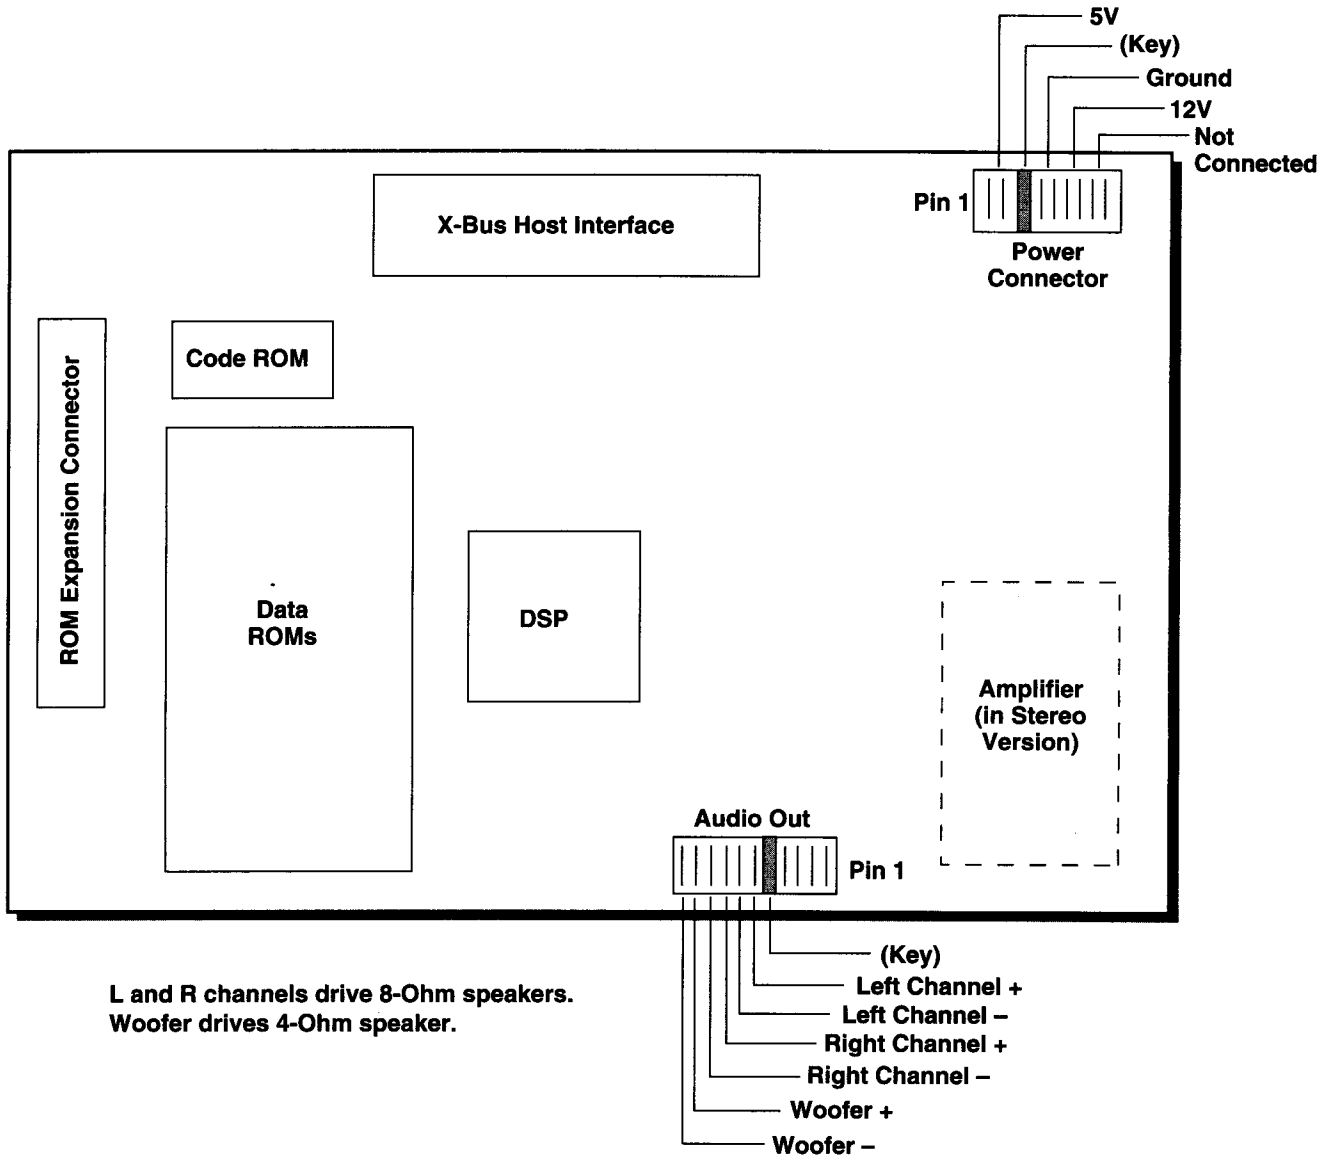 5V
(Key)
Ground
12V
Not
Connected
Pin 1
Power
Connector
X-Bus Host Interface
Code ROM
ROM Expansion Connector
Data
ROMs
DSP
Amplifier
(in Stereo
Version)
Audio Out
Pin 1
(Key)
Left Channel +
Left Channel –
Right Channel +
Right Channel –
Woofer +
Woofer –
L and R channels drive 8-Ohm speakers.
Woofer drives 4-Ohm speaker.